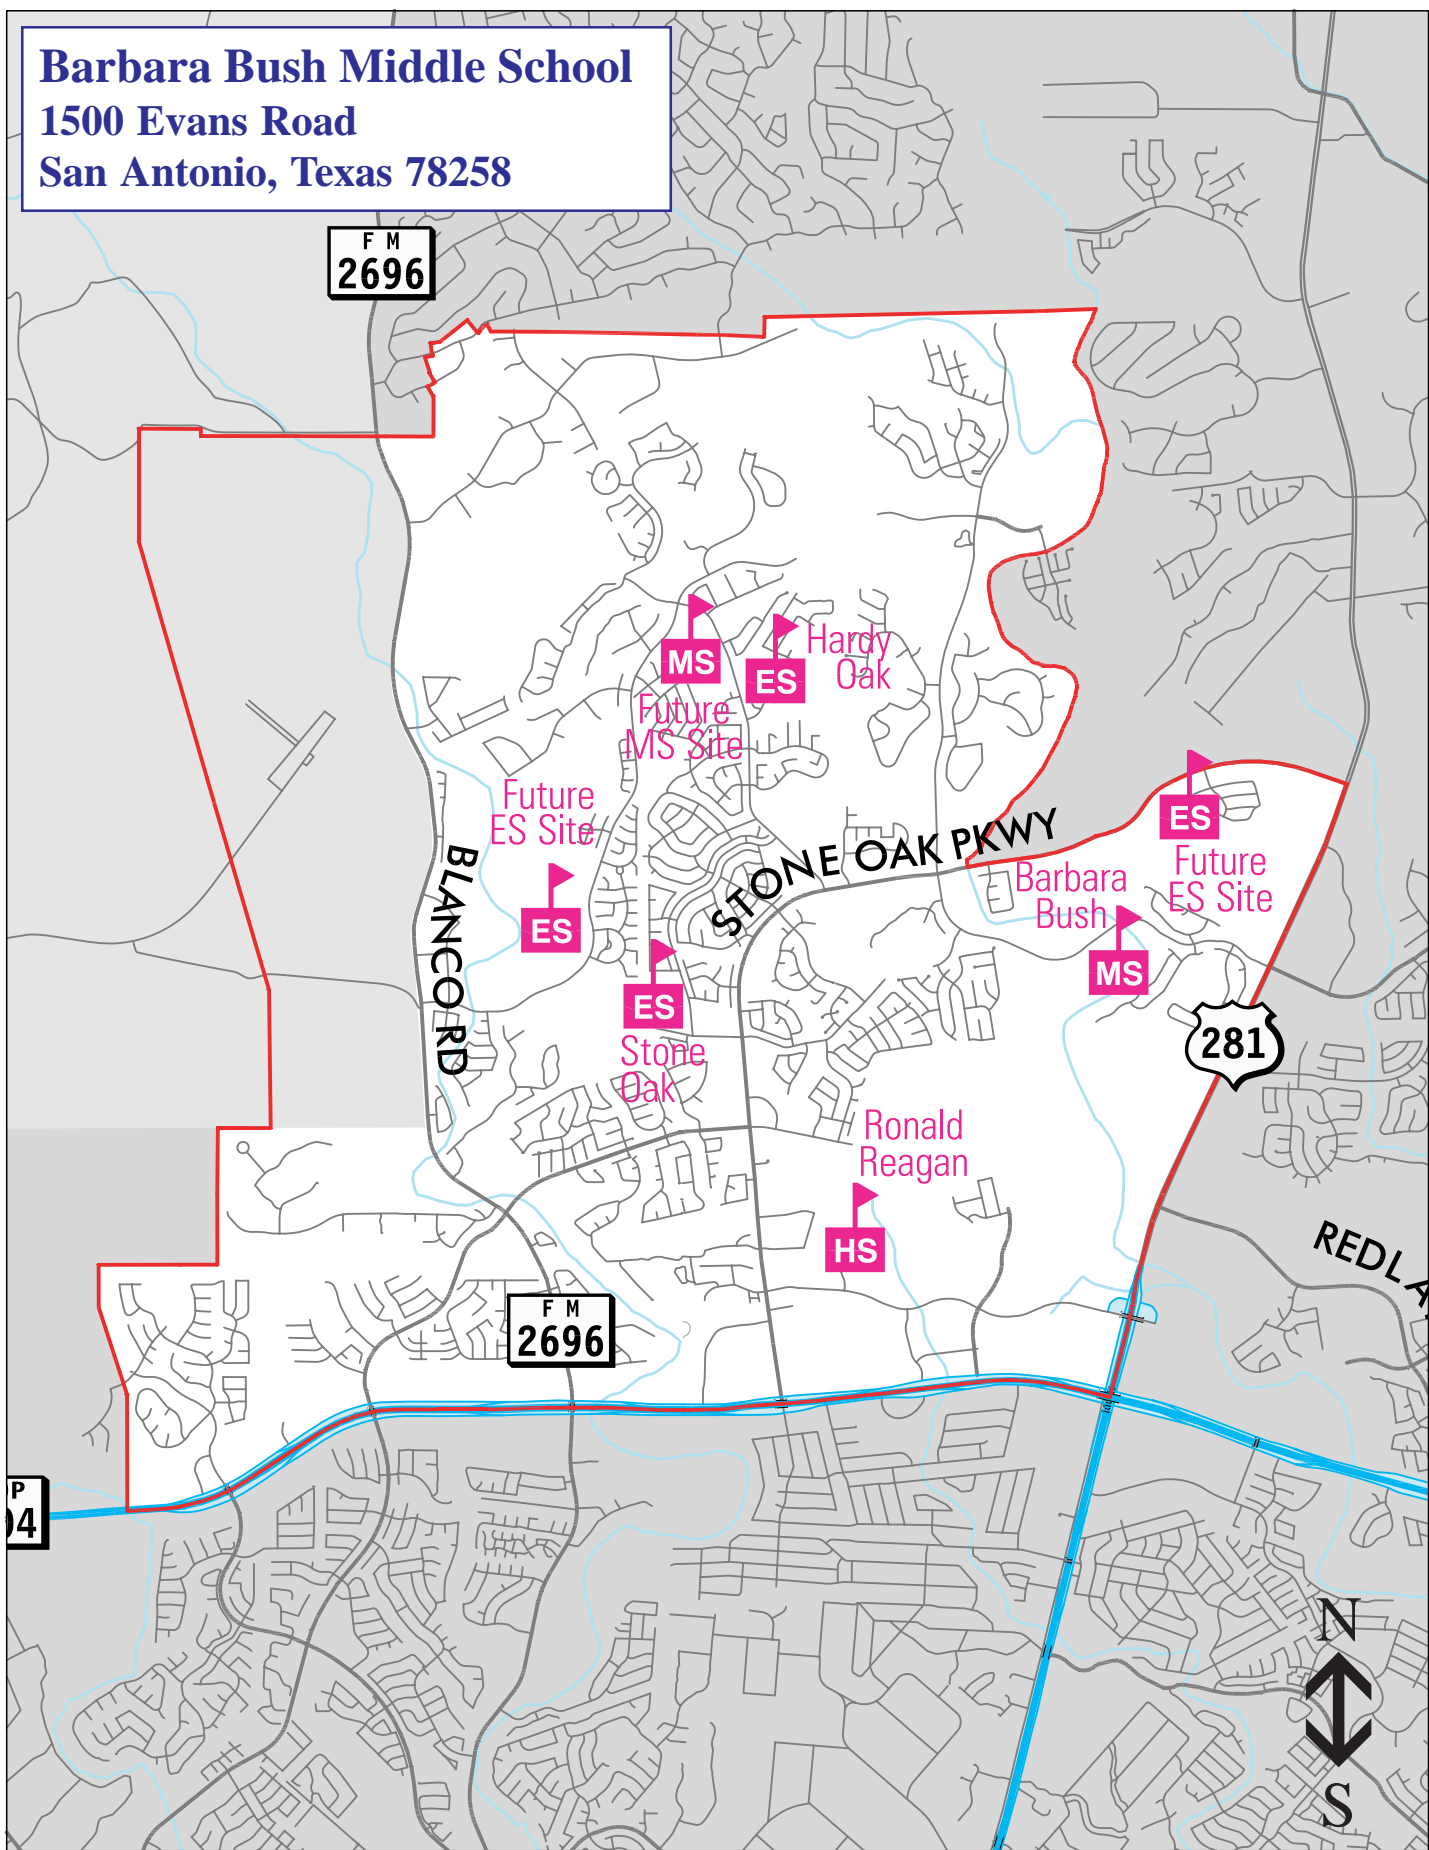 Barbara Bush Middle School
1500 Evans Road
San Antonio, Texas 78258
FM
2696
MS
Future
MS Site
ES
Hardy
Oak
Future
ES Site
ES
BLANCO RD
STONE OAK PKWY
ES
Future
ES Site
Barbara
Bush
MS
ES
Stone
Oak
281
Ronald
Reagan
HS
REDLA
FM
2696
OP
04
N
S